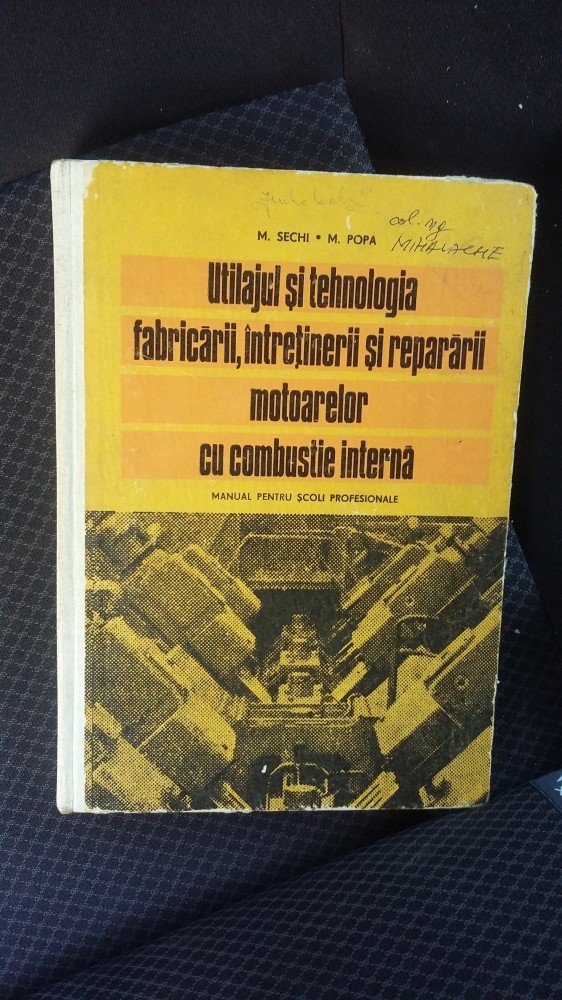 M. SECHI • M. POPA
col. ing
MIHALACHE
Utilajul și tehnologia
fabricării, întreținerii și reparării
motoarelor
cu combustie internă
MANUAL PENTRU ȘCOLI PROFESIONALE